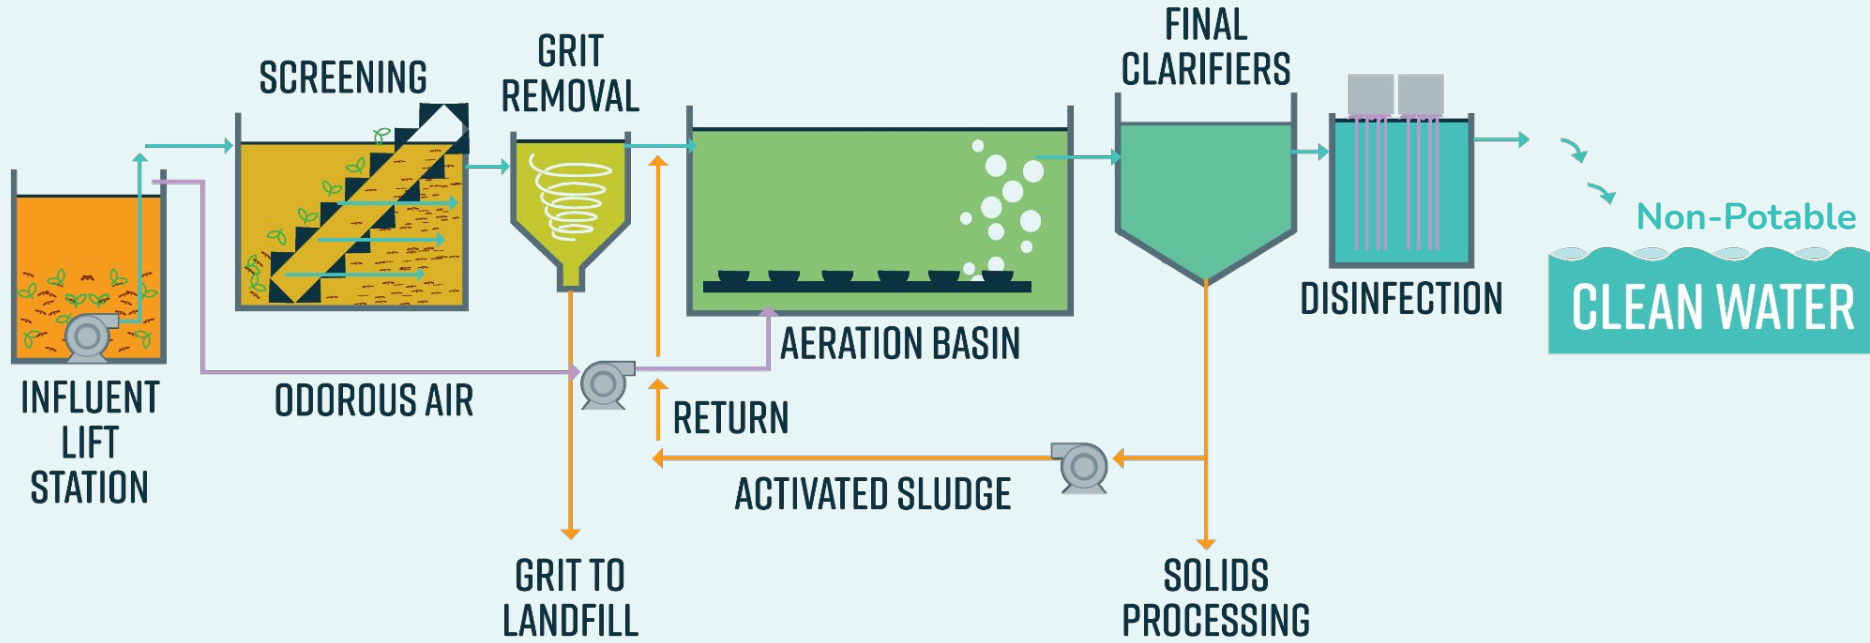 INFLUENT
LIFT
STATION
SCREENING
ODOROUS AIR
GRIT
REMOVAL
GRIT TO
LANDFILL
AERATION BASIN
RETURN
ACTIVATED SLUDGE
FINAL
CLARIFIERS
SOLIDS
PROCESSING
DISINFECTION
Non-Potable
CLEAN WATER